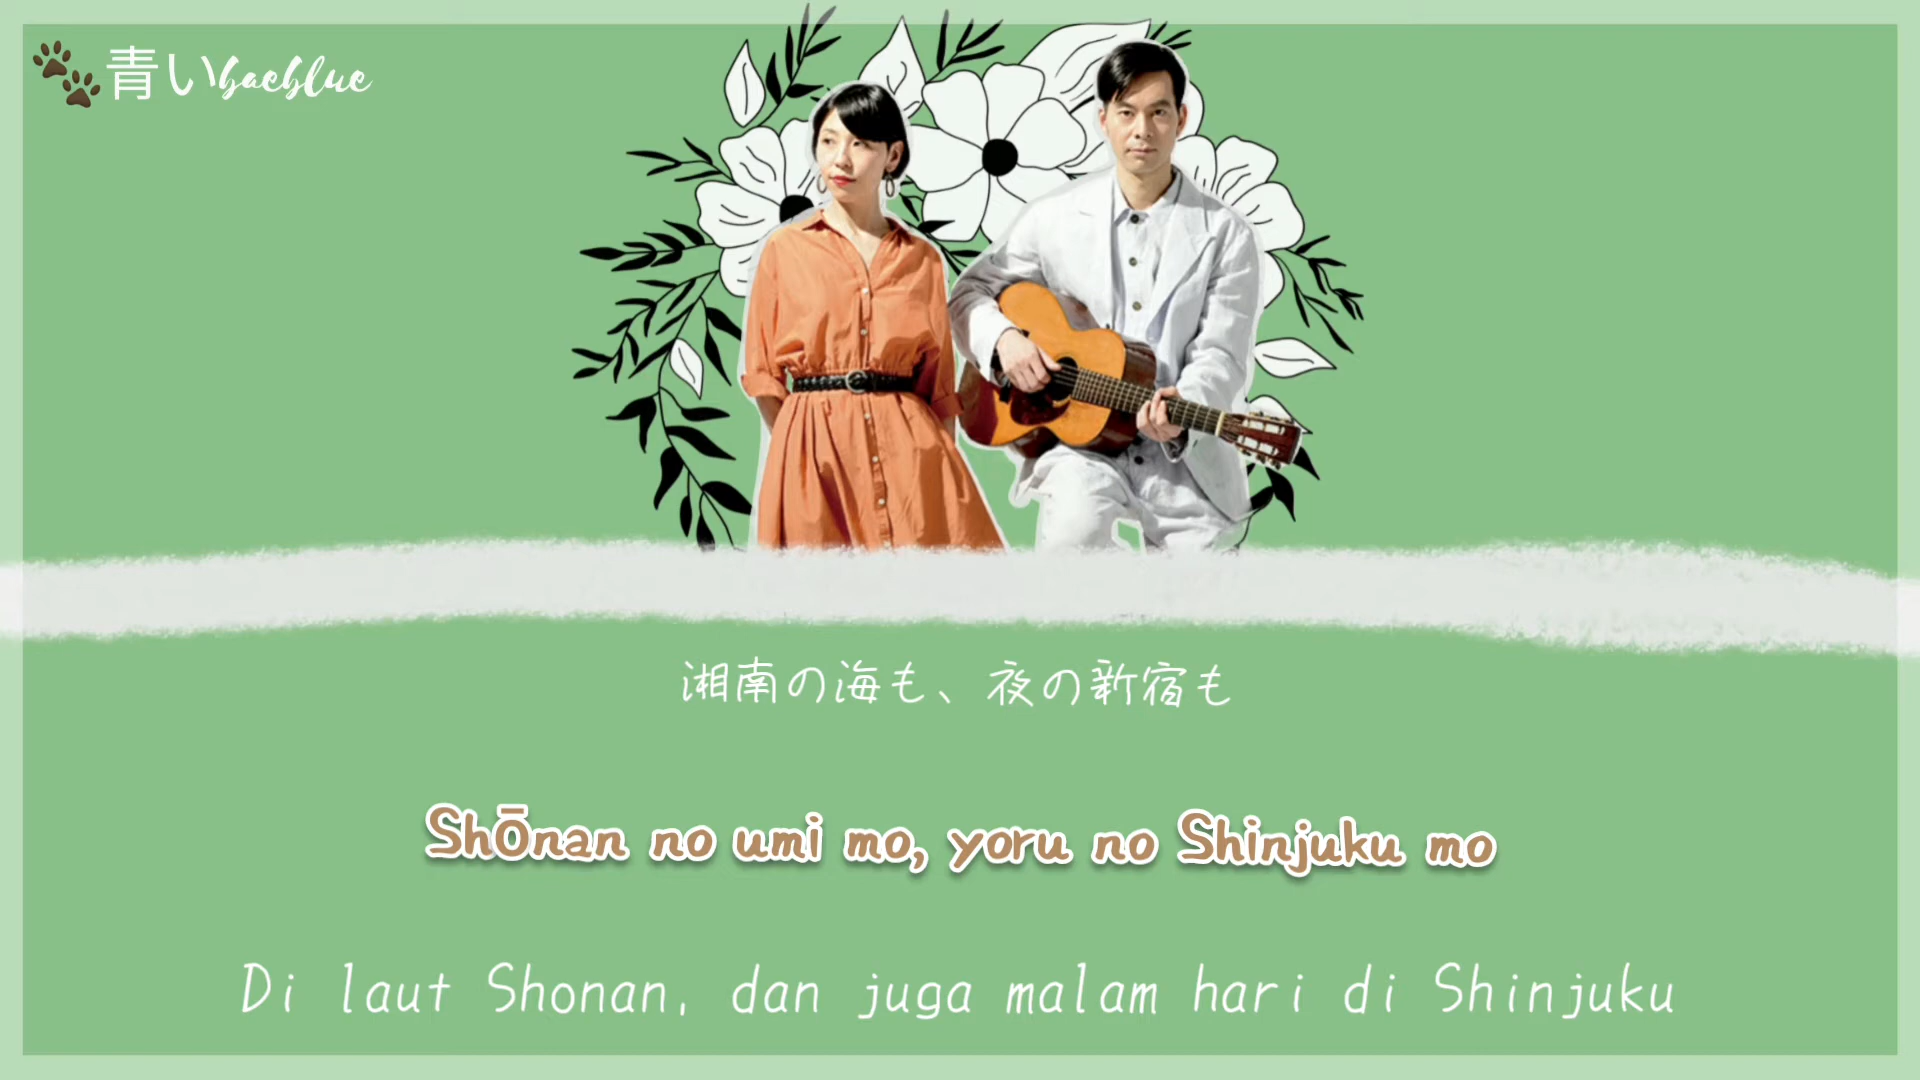 青いbaeblue
湘南の海も、夜の新宿も
Shōnan no umi mo, yoru no Shinjuku mo
Di laut Shonan, dan juga malam hari di Shinjuku